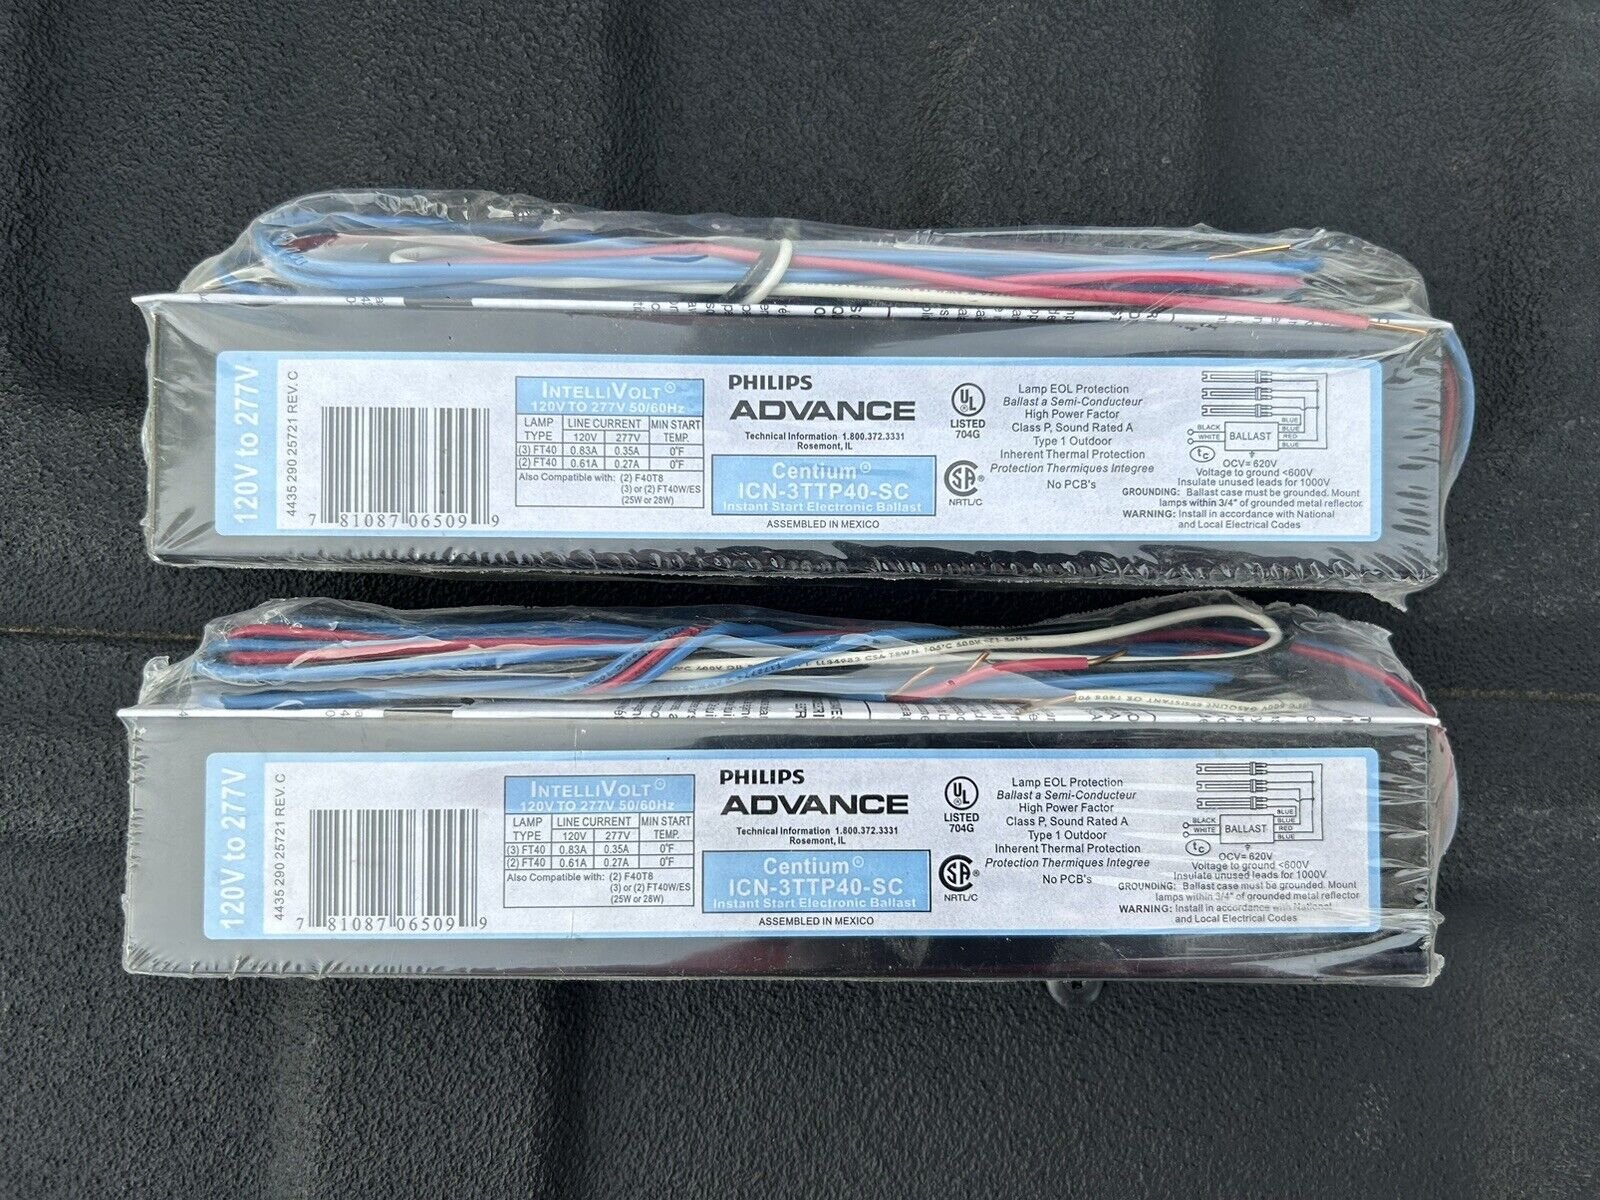 120V to 277V
4435 290 25721 REV. C
7 81087 06509 9
INTELLIVOLT®
120V TO 277V 50/60Hz
LAMP TYPE LINE CURRENT MIN START TEMP.
120V 277V
(3) FT40 0.83A 0.35A 0°F
(2) FT40 0.61A 0.27A 0°F
Also Compatible with: (2) F40T8
(3) or (2) FT40W/ES
(25W or 28W)
PHILIPS
ADVANCE
Technical Information 1.800.372.3331
Rosemont, IL
Centium®
ICN-3TTP40-SC
Instant Start Electronic Ballast
ASSEMBLED IN MEXICO
UL
LISTED
704G
SA
NRTL/C
Lamp EOL Protection
Ballast a Semi-Conducteur
High Power Factor
Class P, Sound Rated A
Type 1 Outdoor
Inherent Thermal Protection
Protection Thermiques Integree
No PCB's
BLUE
BLACK BLUE
WHITE BALLAST RED
tc BLUE
OCV= 620V
Voltage to ground <600V
Insulate unused leads for 1000V
GROUNDING: Ballast case must be grounded. Mount
lamps within 3/4" of grounded metal reflector.
WARNING: Install in accordance with National
and Local Electrical Codes
120V to 277V
4435 290 25721 REV. C
7 81087 06509 9
INTELLIVOLT®
120V TO 277V 50/60Hz
LAMP TYPE LINE CURRENT MIN START TEMP.
120V 277V
(3) FT40 0.83A 0.35A 0°F
(2) FT40 0.61A 0.27A 0°F
Also Compatible with: (2) F40T8
(3) or (2) FT40W/ES
(25W or 28W)
PHILIPS
ADVANCE
Technical Information 1.800.372.3331
Rosemont, IL
Centium®
ICN-3TTP40-SC
Instant Start Electronic Ballast
ASSEMBLED IN MEXICO
UL
LISTED
704G
SA
NRTL/C
Lamp EOL Protection
Ballast a Semi-Conducteur
High Power Factor
Class P, Sound Rated A
Type 1 Outdoor
Inherent Thermal Protection
Protection Thermiques Integree
No PCB's
BLUE
BLACK BLUE
WHITE BALLAST RED
tc BLUE
OCV= 620V
Voltage to ground <600V
Insulate unused leads for 1000V
GROUNDING: Ballast case must be grounded. Mount
lamps within 3/4" of grounded metal reflector
WARNING: Install in accordance with National
and Local Electrical Codes